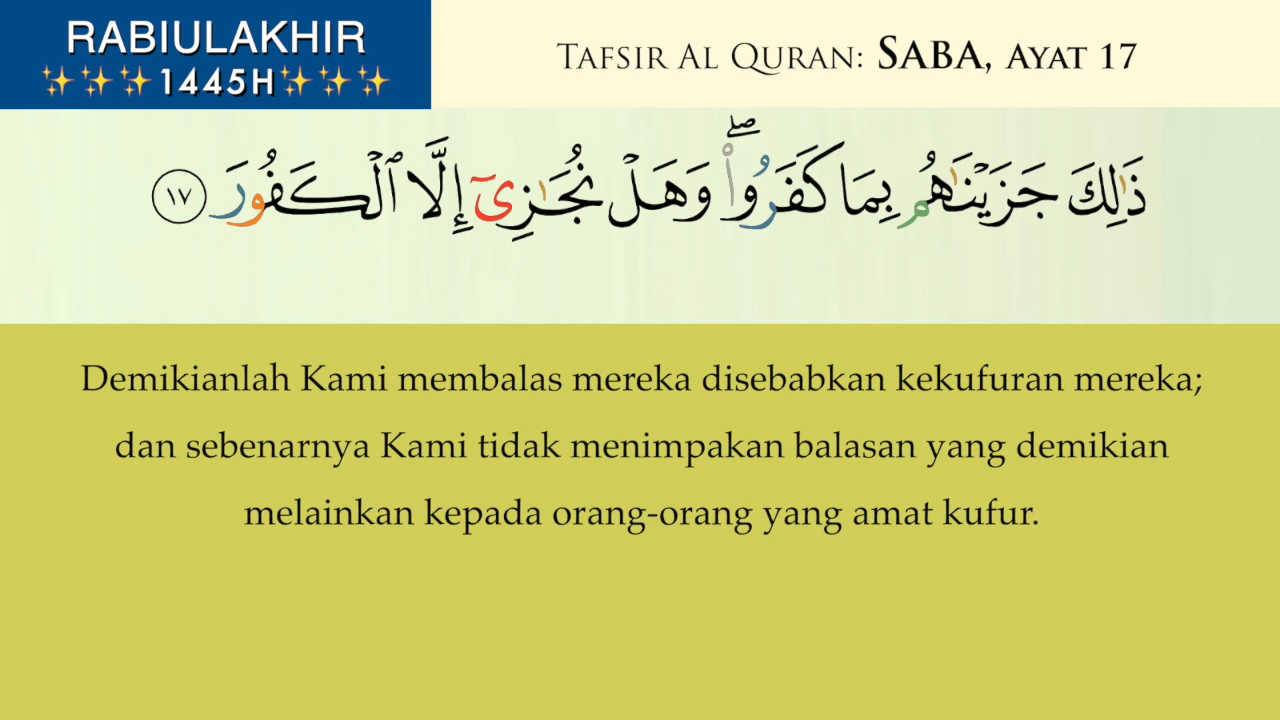 RABIULAKHIR
✨✨✨1445H✨✨✨
TAFSIR AL QURAN: SABA, AYAT 17
ذَٰلِكَ جَزَيْنَـٰهُم بِمَا كَفَرُوا۟ ۖ وَهَلْ نُجَـٰزِىٓ إِلَّا ٱلْكَفُورَ ١٧
Demikianlah Kami membalas mereka disebabkan kekufuran mereka;
dan sebenarnya Kami tidak menimpakan balasan yang demikian
melainkan kepada orang-orang yang amat kufur.